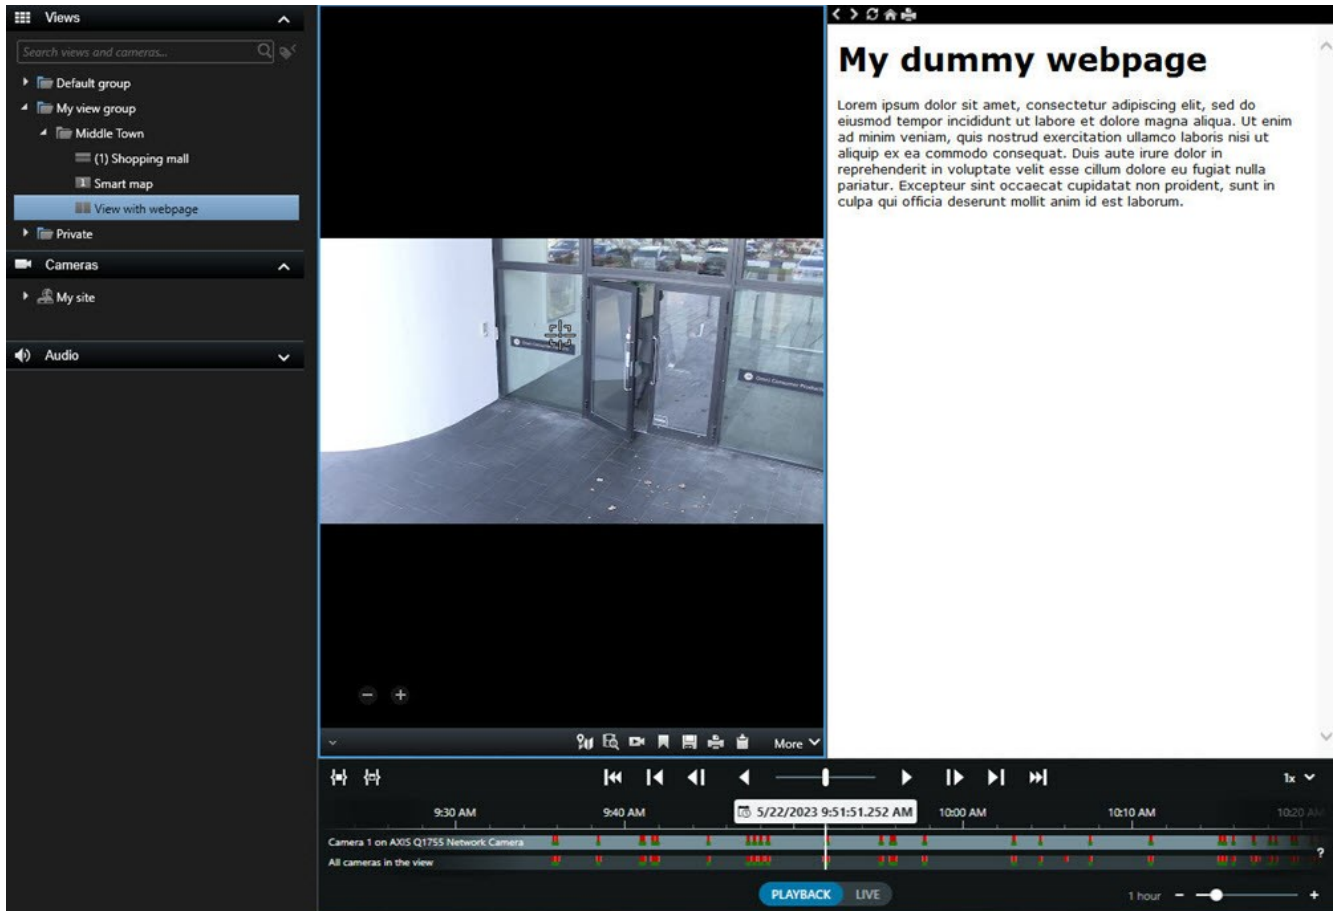 Views
Search views and cameras...
Default group
My view group
Middle Town
(1) Shopping mall
1 Smart map
View with webpage
Private
Cameras
My site
Audio
More
My dummy webpage
Lorem ipsum dolor sit amet, consectetur adipiscing elit, sed do
eiusmod tempor incididunt ut labore et dolore magna aliqua. Ut enim
ad minim veniam, quis nostrud exercitation ullamco laboris nisi ut
aliquip ex ea commodo consequat. Duis aute irure dolor in
reprehenderit in voluptate velit esse cillum dolore eu fugiat nulla
pariatur. Excepteur sint occaecat cupidatat non proident, sunt in
culpa qui officia deserunt mollit anim id est laborum.
1x
9:30 AM 9:40 AM 5/22/2023 9:51:51.252 AM 10:00 AM 10:10 AM 10:20 AM
Camera 1 on AXIS Q1755 Network Camera
All cameras in the view
?
PLAYBACK LIVE
1 hour